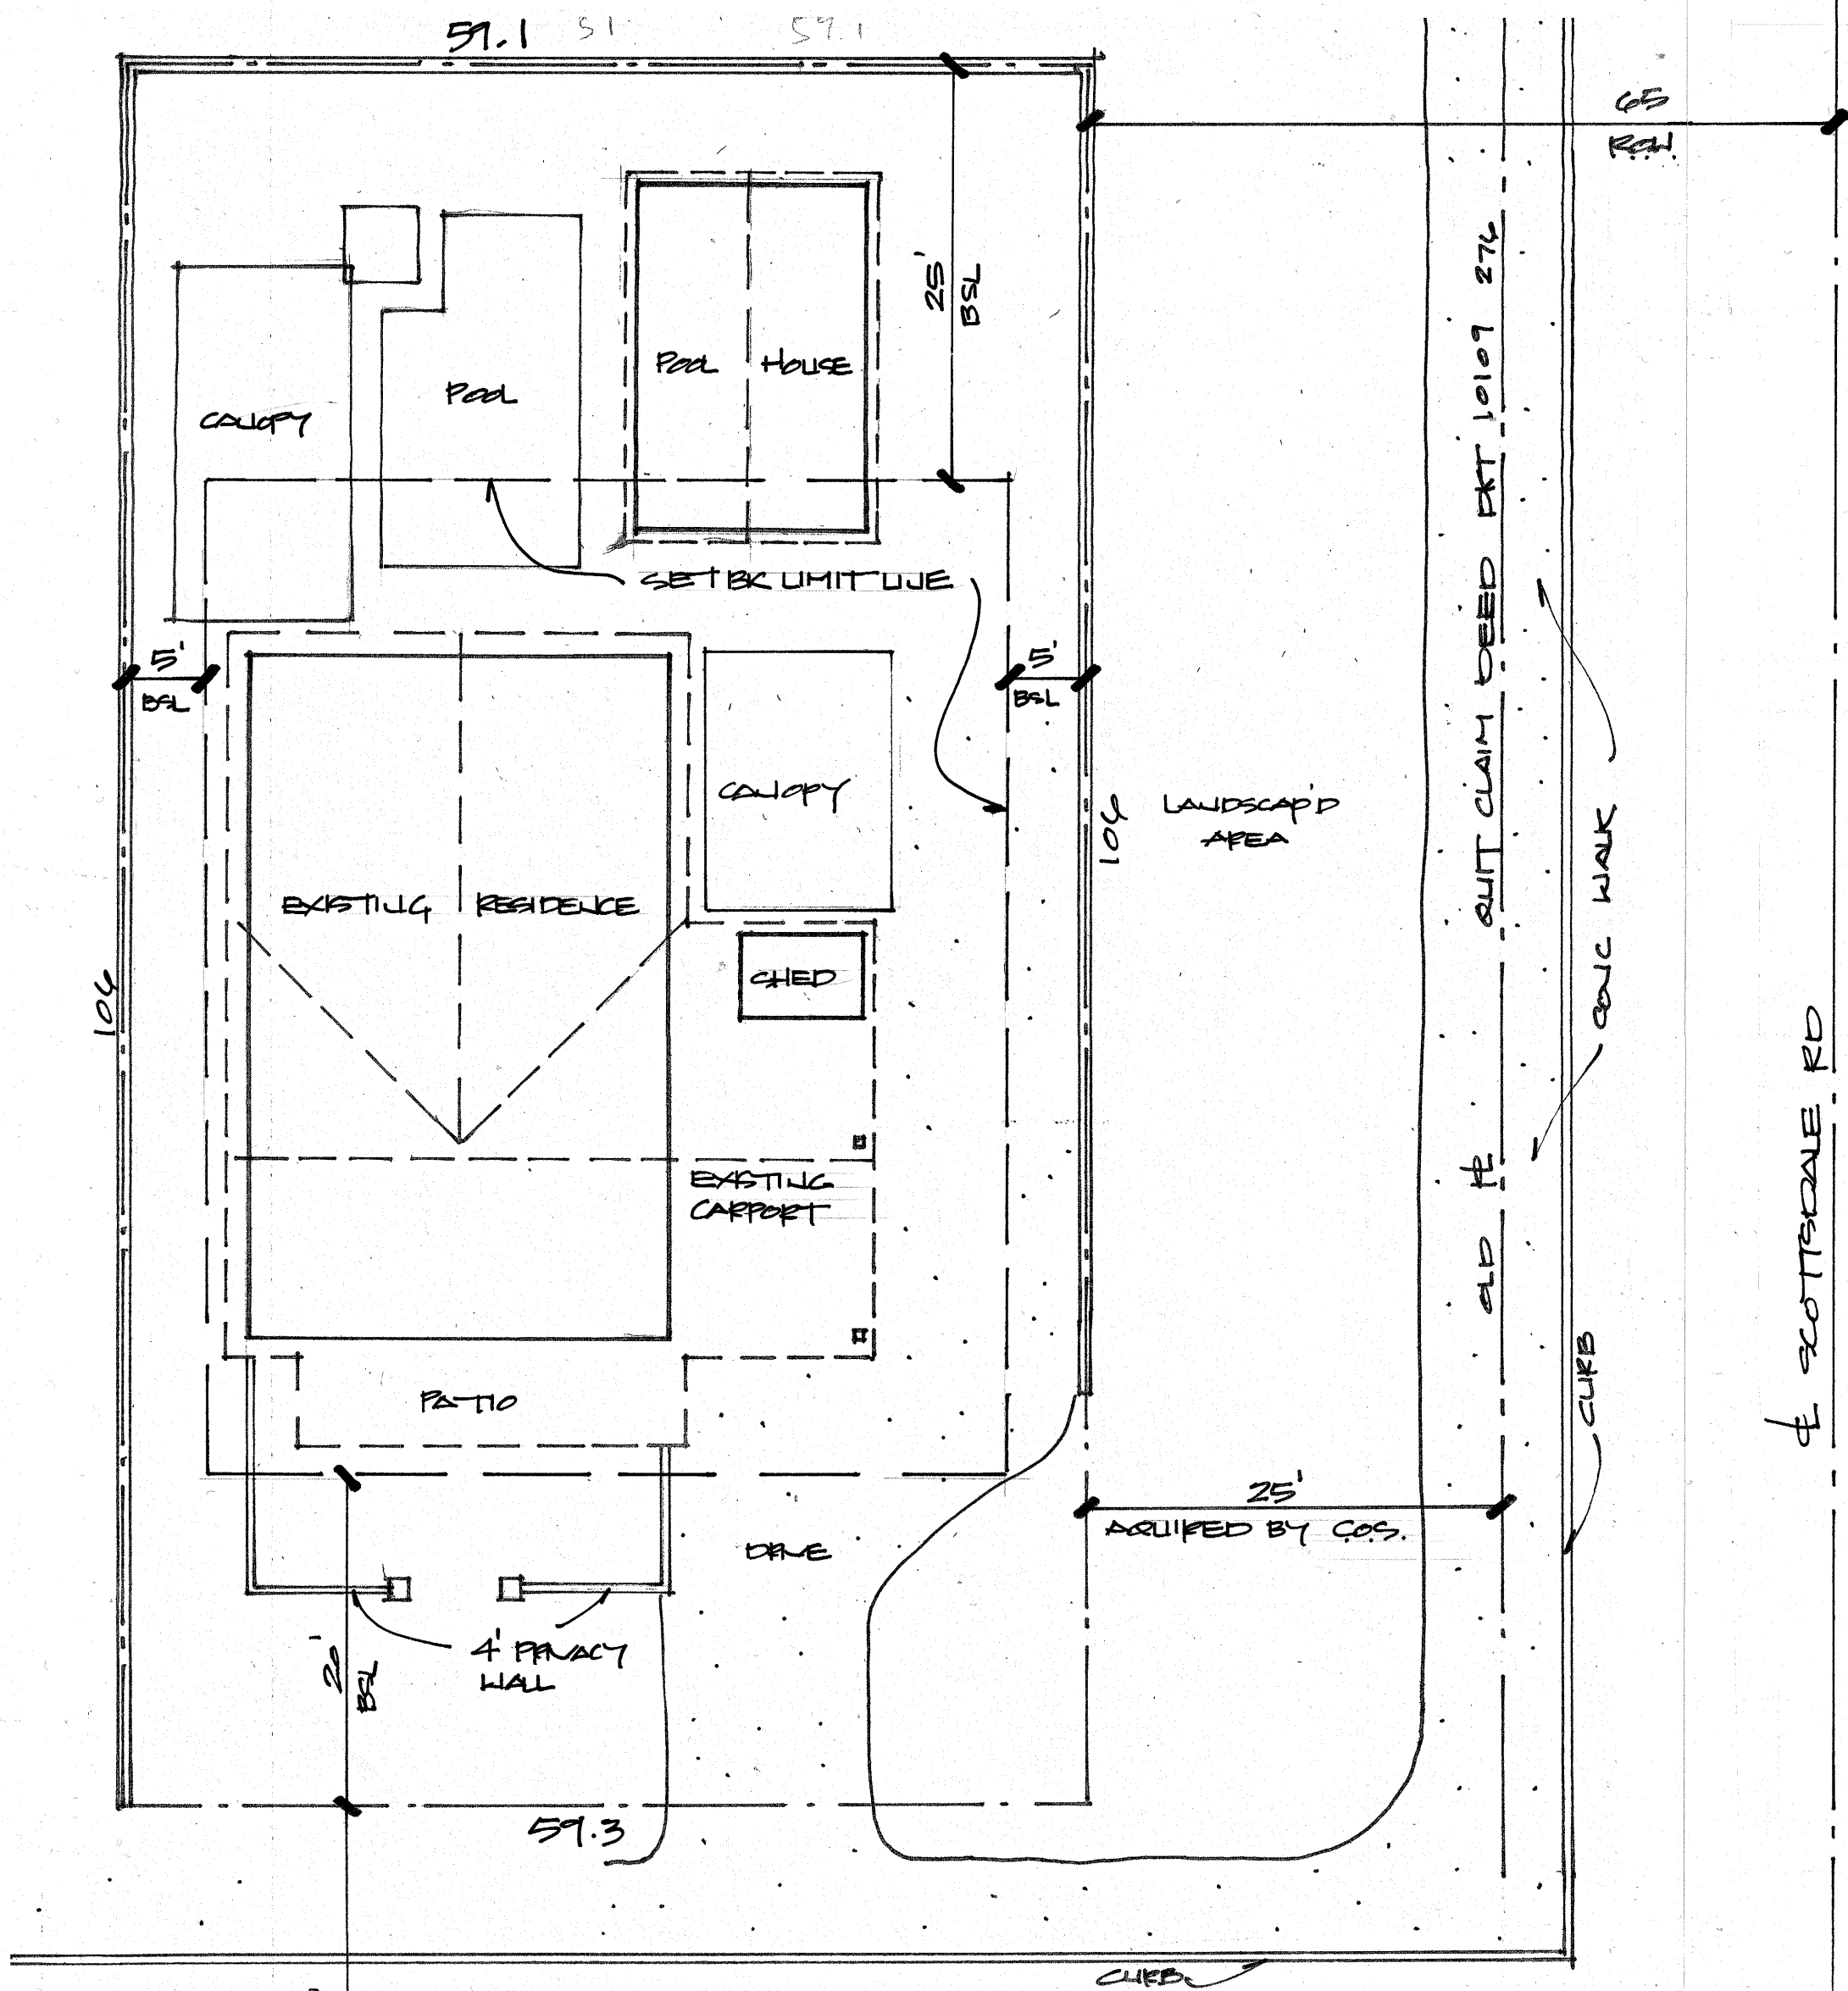 59.1
51
59.1
65
ROW
25'
BSL
POOL HOUSE
POOL
CANOPY
SETBK LIMIT LINE
5'
BSL
5'
BSL
CANOPY
104
LANDSCAP'D
AREA
QUIT CLAIM DEED DKT 10109 276
CONC WALK
EXISTING RESIDENCE
SHED
104
EXISTING
CARPORT
OLD ⅊
℄ SCOTTSDALE RD
CURB
PATIO
25'
AQUIRED BY C.O.S.
DRIVE
4' PRIVACY
WALL
20'
BSL
59.3
CURB